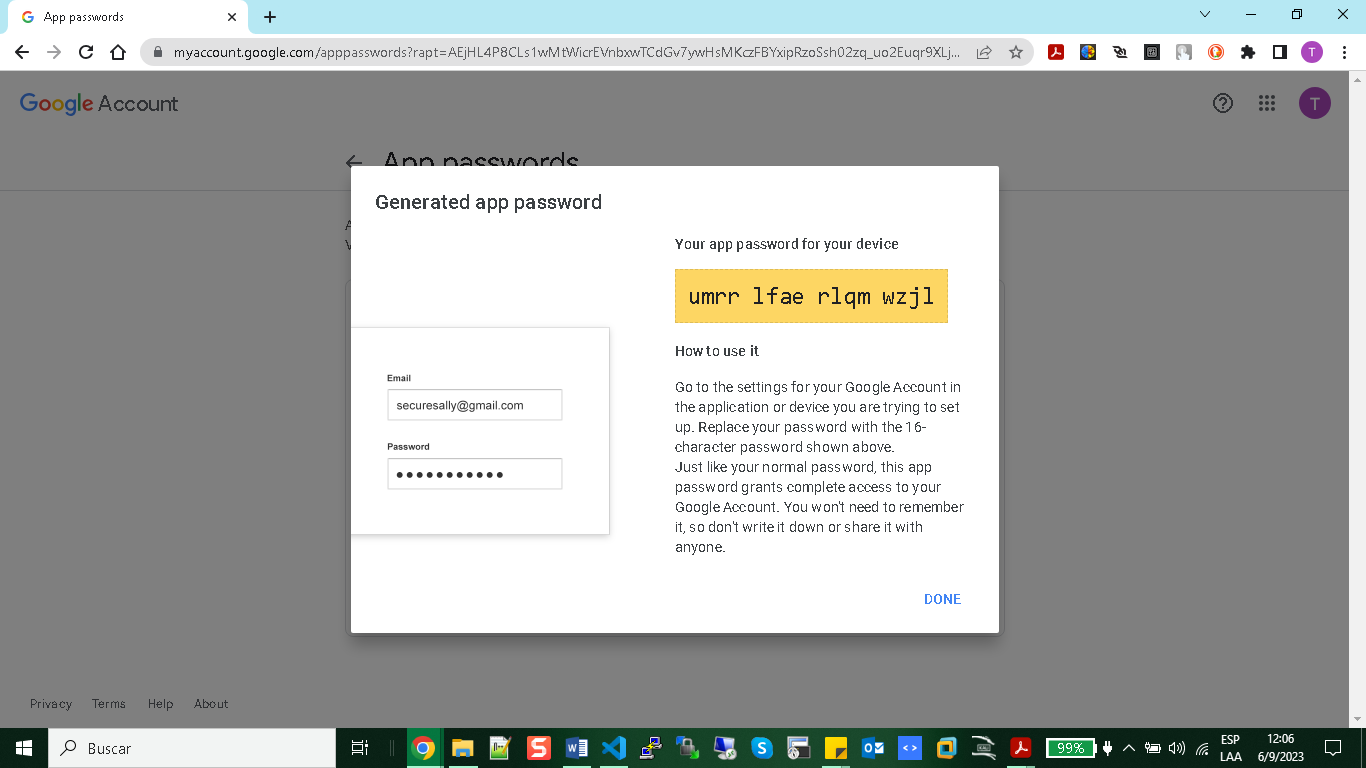 App passwords
myaccount.google.com/apppasswords?rapt=AEjHL4P8CLs1wMtWicrEVnbxwTCdGv7ywHsMKczFBYxipRzoSsh02zq_uo2Euqr9XLj...
T
Google Account
T
App passwords
Generated app password
Your app password for your device
umrr lfae rlqm wzjl
How to use it
Go to the settings for your Google Account in
the application or device you are trying to set
up. Replace your password with the 16-
character password shown above.
Just like your normal password, this app
password grants complete access to your
Google Account. You won't need to remember
it, so don't write it down or share it with
anyone.
Email
securesally@gmail.com
Password
DONE
Privacy Terms Help About
Buscar
99%
ESP
LAA
12:06
6/9/2023